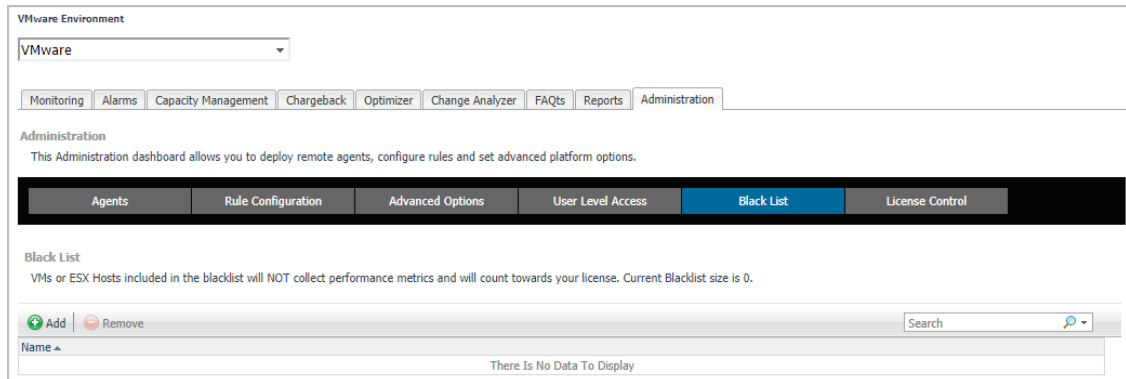 VMware Environment
VMware
Monitoring Alarms Capacity Management Chargeback Optimizer Change Analyzer FAQts Reports Administration
Administration
This Administration dashboard allows you to deploy remote agents, configure rules and set advanced platform options.
Agents Rule Configuration Advanced Options User Level Access Black List License Control
Black List
VMs or ESX Hosts included in the blacklist will NOT collect performance metrics and will count towards your license. Current Blacklist size is 0.
Add Remove Search
Name
There Is No Data To Display